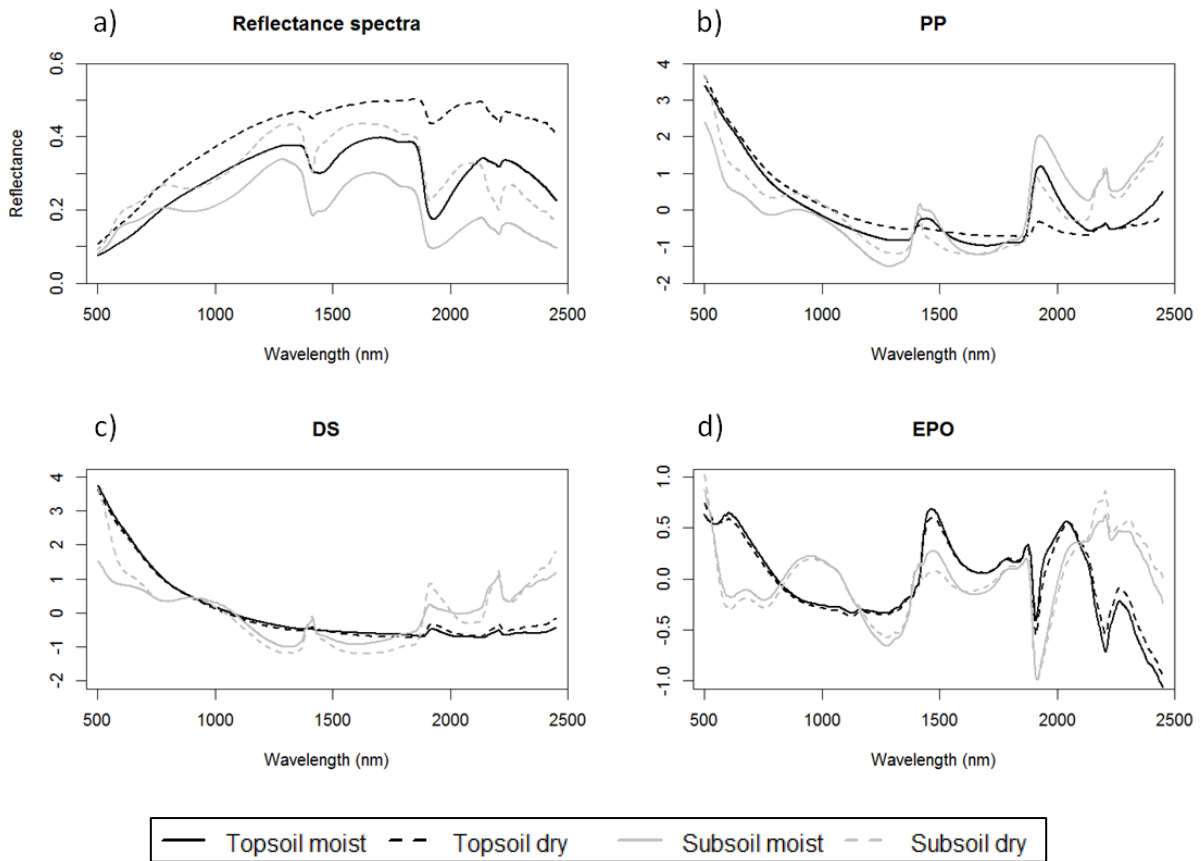 a) Reflectance spectra
0.6
0.4
0.2
0.0
Reflectance
500 1000 1500 2000 2500
Wavelength (nm)
b) PP
4
3
2
1
0
-1
-2
500 1000 1500 2000 2500
Wavelength (nm)
c) DS
4
3
2
1
0
-1
-2
500 1000 1500 2000 2500
Wavelength (nm)
d) EPO
1.0
0.5
0.0
-0.5
-1.0
500 1000 1500 2000 2500
Wavelength (nm)
Topsoil moist Topsoil dry Subsoil moist Subsoil dry